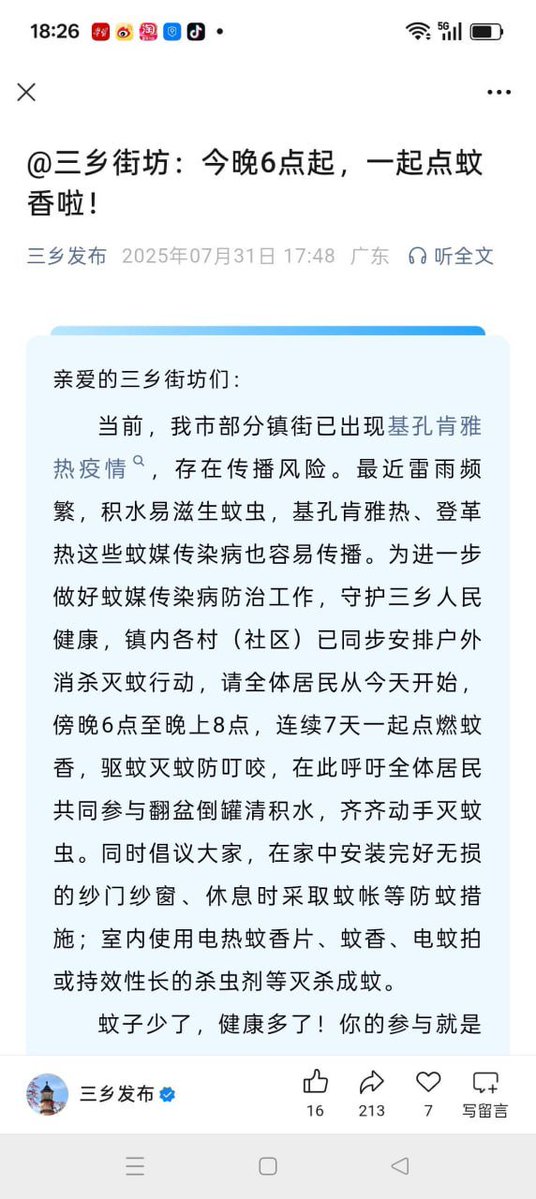 18:26
5G
@三乡街坊：今晚6点起，一起点蚊
香啦！
三乡发布 2025年07月31日 17:48 广东 听全文
亲爱的三乡街坊们：
当前，我市部分镇街已出现基孔肯雅
热疫情，存在传播风险。最近雷雨频
繁，积水易滋生蚊虫，基孔肯雅热、登革
热这些蚊媒传染病也容易传播。为进一步
做好蚊媒传染病防治工作，守护三乡人民
健康，镇内各村（社区）已同步安排户外
消杀灭蚊行动，请全体居民从今天开始，
傍晚6点至晚上8点，连续7天一起点燃蚊
香，驱蚊灭蚊防叮咬，在此呼吁全体居民
共同参与翻盆倒罐清积水，齐齐动手灭蚊
虫。同时倡议大家，在家中安装完好无损
的纱门纱窗、休息时采取蚊帐等防蚊措
施；室内使用电热蚊香片、蚊香、电蚊拍
或持效性长的杀虫剂等灭杀成蚊。
蚊子少了，健康多了！你的参与就是
三乡发布
16 213 7 写留言